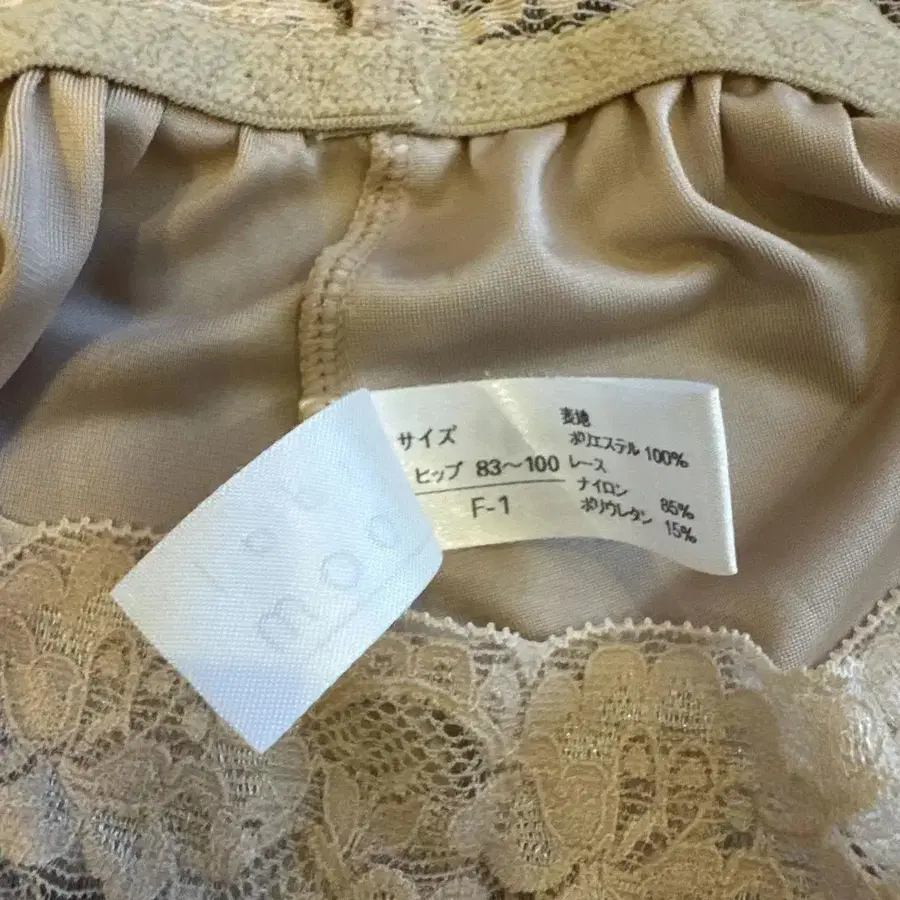 サイズ
ヒップ 83〜100
F-1
表地
ポリエステル 100%
レース
ナイロン 85%
ポリウレタン 15%